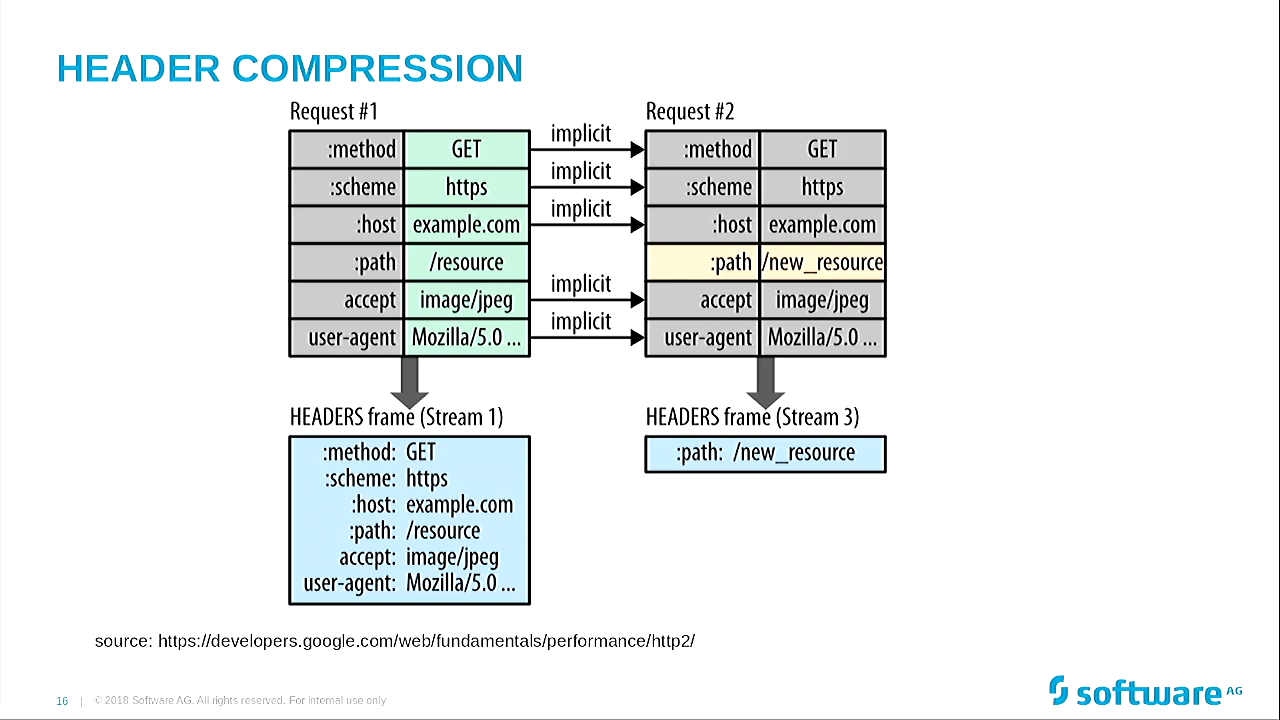 HEADER COMPRESSION
Request #1
Request #2
:method GET
implicit
:method GET
:scheme https
implicit
:scheme https
:host example.com
implicit
:host example.com
:path /resource
:path /new_resource
accept image/jpeg
implicit
accept image/jpeg
user-agent Mozilla/5.0 ...
implicit
user-agent Mozilla/5.0 ...
HEADERS frame (Stream 1)
:method: GET
:scheme: https
:host: example.com
:path: /resource
accept: image/jpeg
user-agent: Mozilla/5.0 ...
HEADERS frame (Stream 3)
:path: /new_resource
source: https://developers.google.com/web/fundamentals/performance/http2/
16 | © 2018 Software AG. All rights reserved. For internal use only
software AG